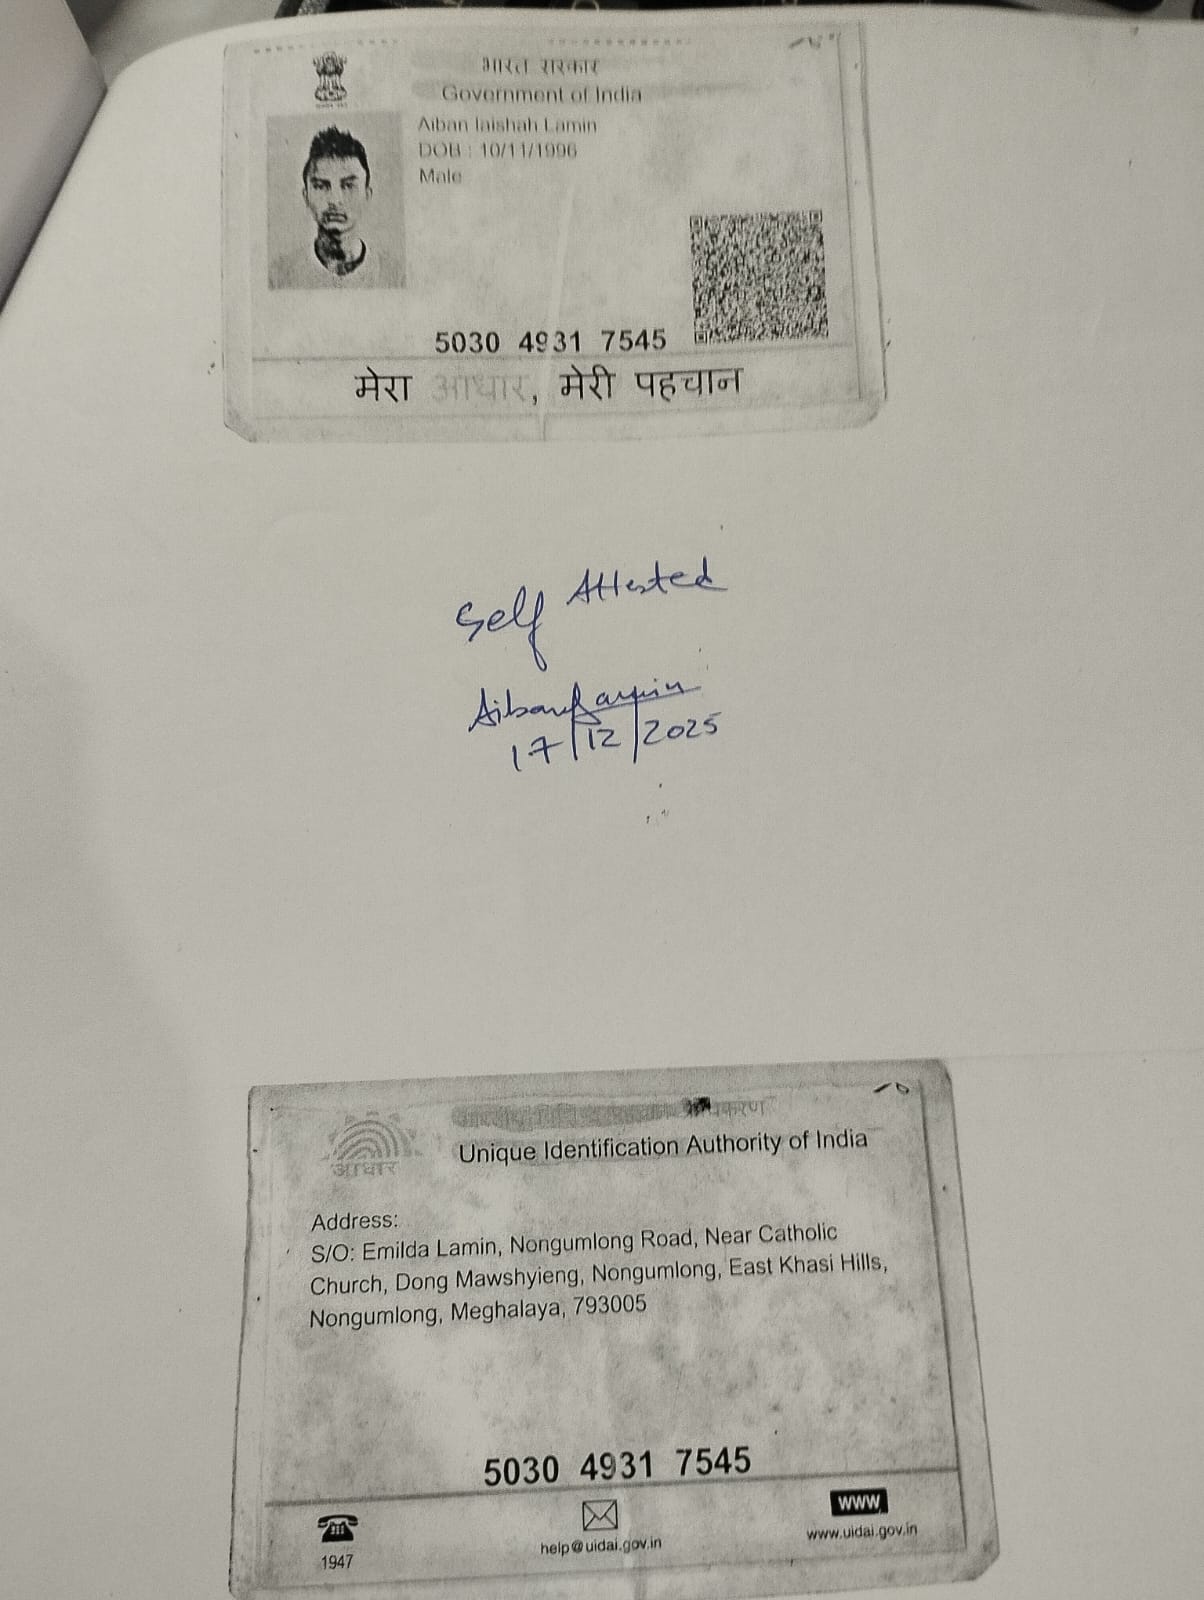 भारत सरकार
Government of India
Aiban Iaishah Lamin
DOB : 10/11/1996
Male
5030 4931 7545
मेरा आधार, मेरी पहचान
Self Attested
AibanLamin
17/12/2025
आधार
Unique Identification Authority of India
Address:
S/O: Emilda Lamin, Nongumlong Road, Near Catholic
Church, Dong Mawshyieng, Nongumlong, East Khasi Hills,
Nongumlong, Meghalaya, 793005
5030 4931 7545
1947
help@uidai.gov.in
WWW
www.uidai.gov.in